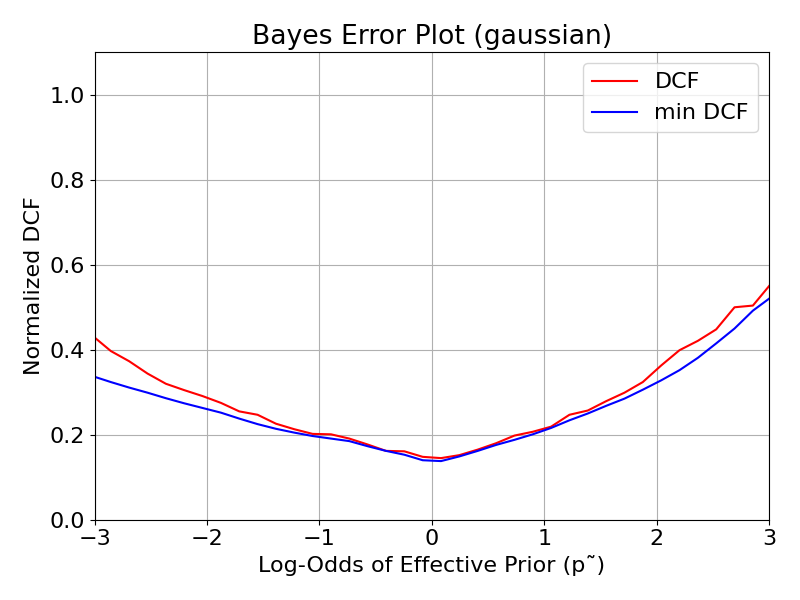 Bayes Error Plot (gaussian)
DCF
min DCF
Normalized DCF
1.0
0.8
0.6
0.4
0.2
0.0
−3
−2
−1
0
1
2
3
Log-Odds of Effective Prior (p˜)